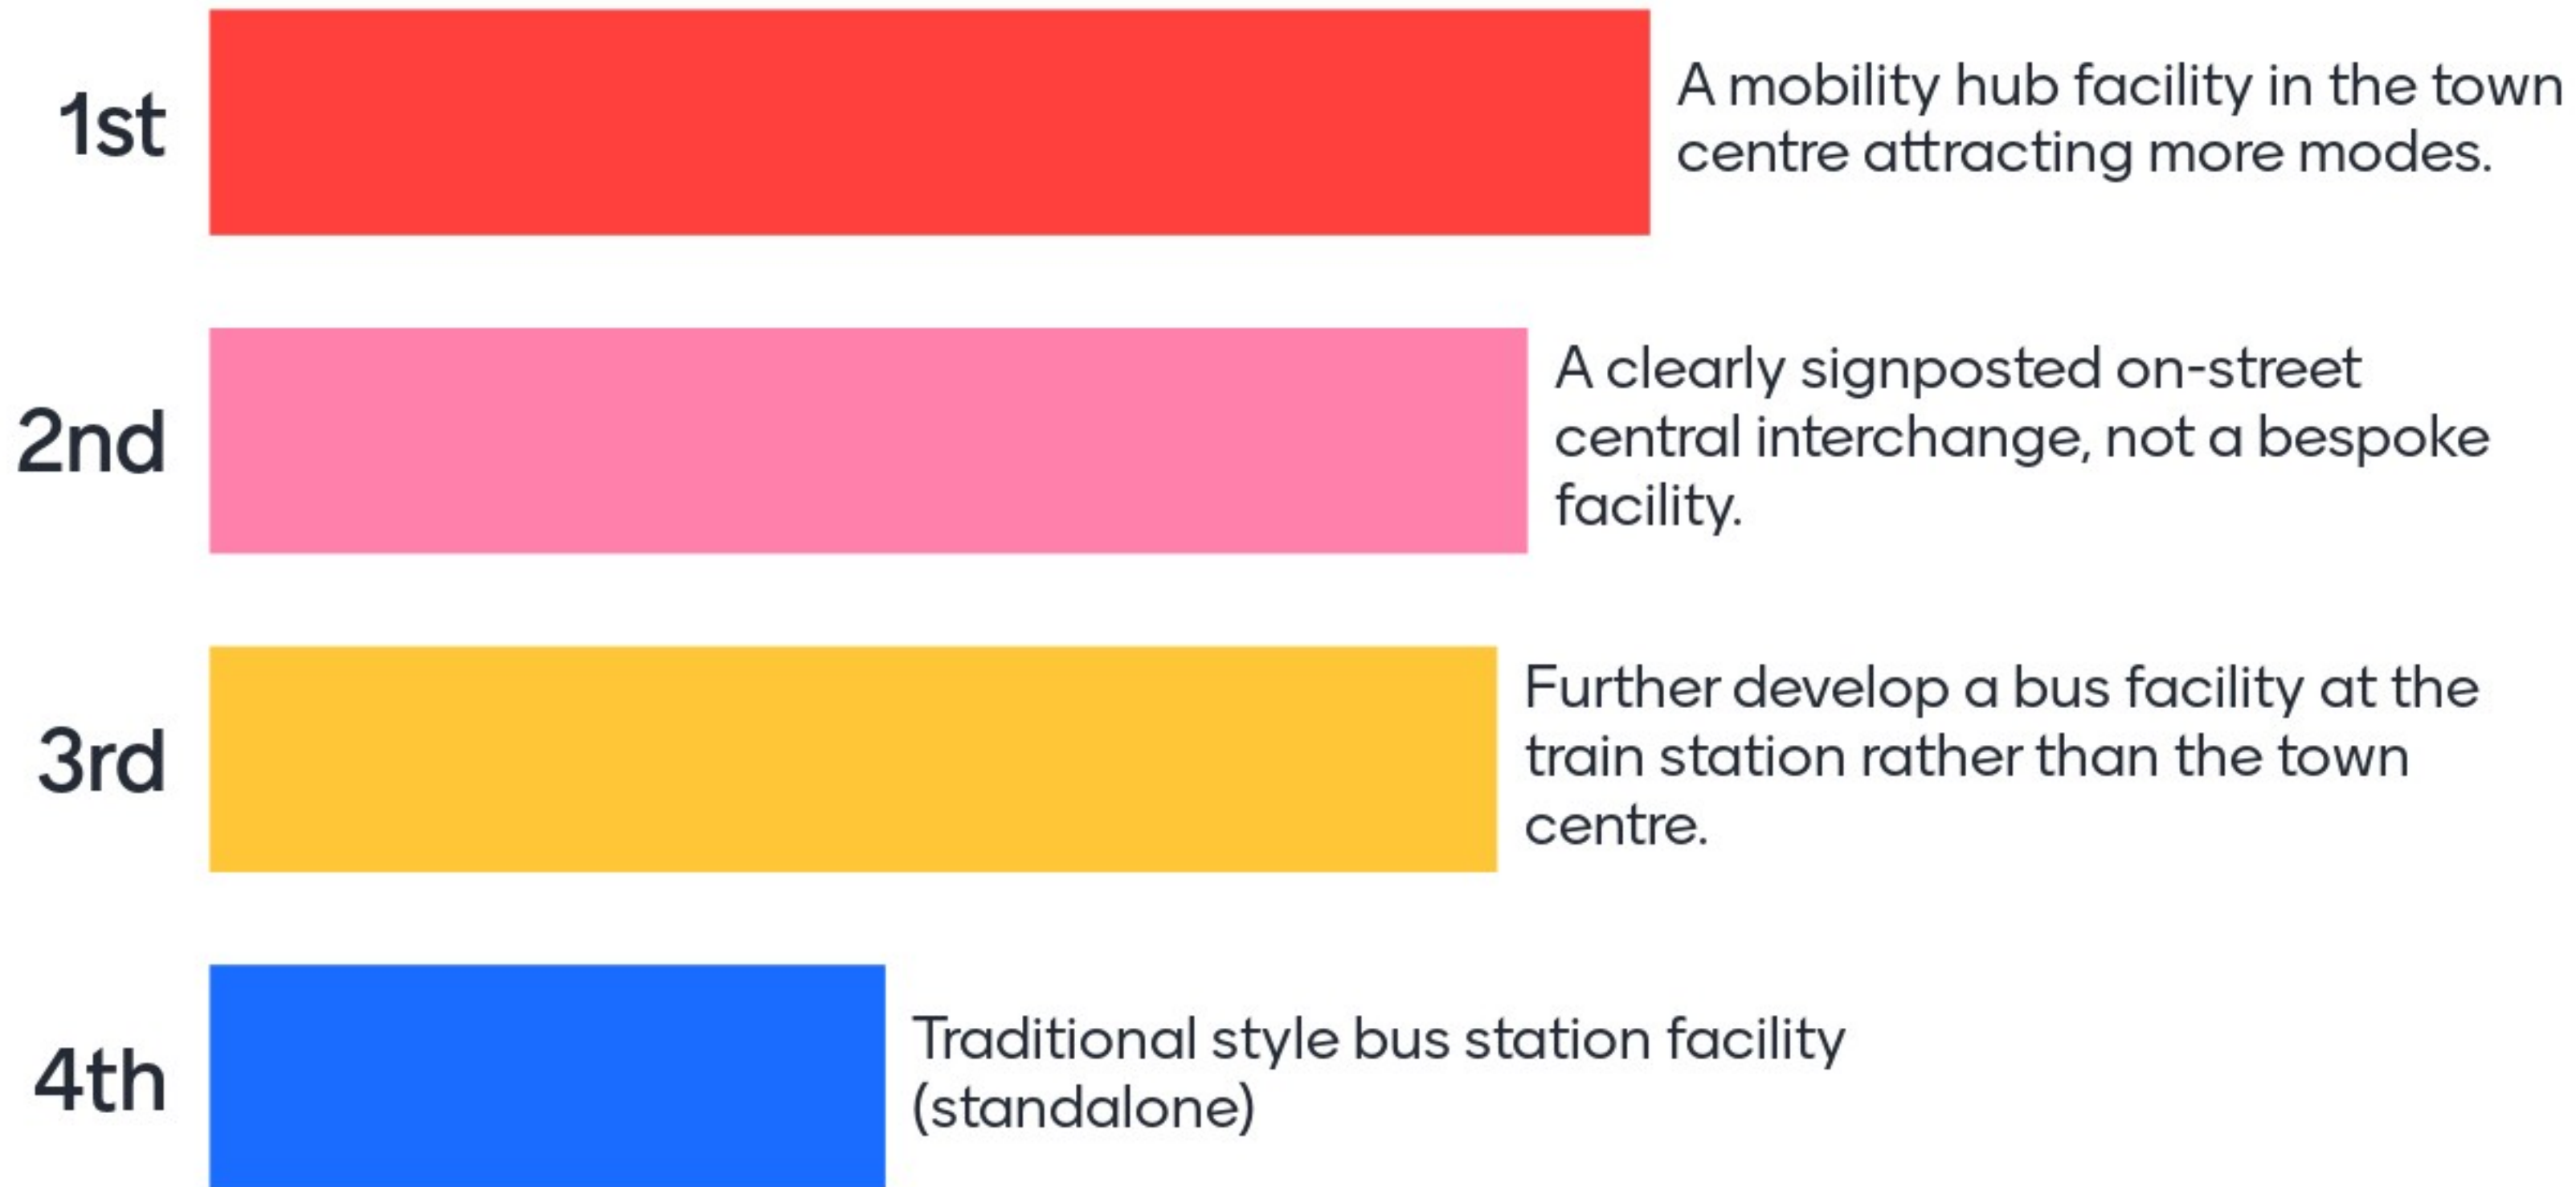 1st
A mobility hub facility in the town
centre attracting more modes.
2nd
A clearly signposted on-street
central interchange, not a bespoke
facility.
3rd
Further develop a bus facility at the
train station rather than the town
centre.
4th
Traditional style bus station facility
(standalone)